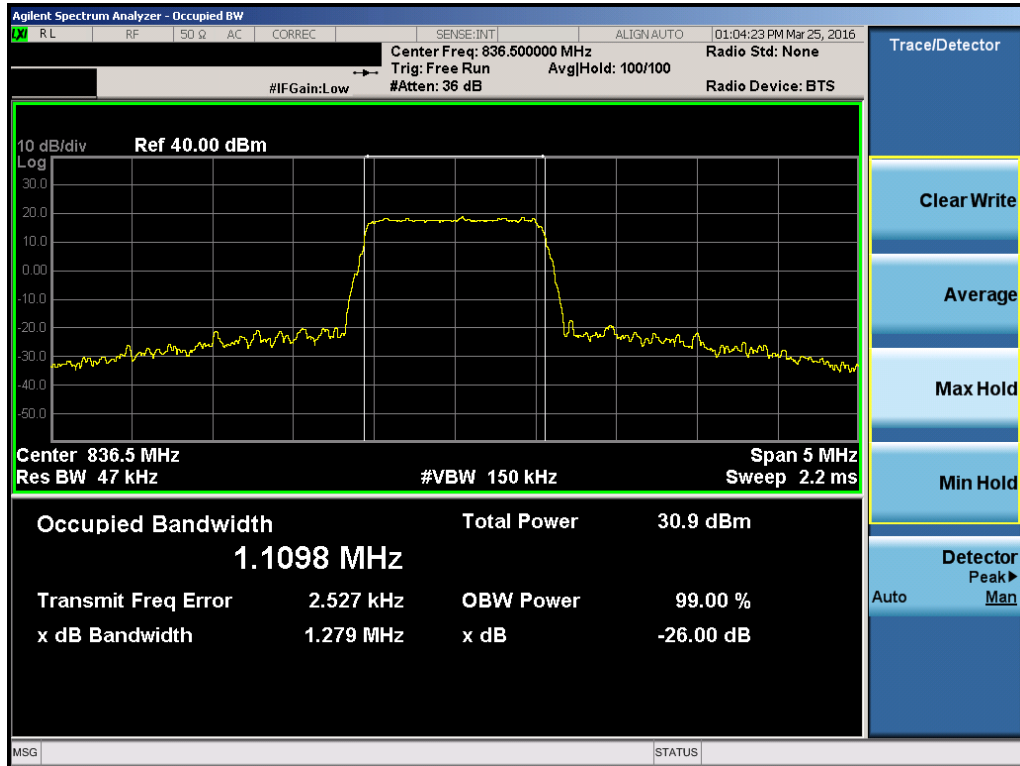 Agilent Spectrum Analyzer - Occupied BW
LXI RL RF 50 Ω AC CORREC SENSE:INT ALIGN AUTO 01:04:23 PM Mar 25, 2016
Center Freq: 836.500000 MHz Radio Std: None
Trig: Free Run Avg|Hold: 100/100
#IFGain:Low #Atten: 36 dB Radio Device: BTS
Trace/Detector
10 dB/div Ref 40.00 dBm
Log
30.0
20.0
10.0
0.00
-10.0
-20.0
-30.0
-40.0
-50.0
Center 836.5 MHz Span 5 MHz
Res BW 47 kHz #VBW 150 kHz Sweep 2.2 ms
Occupied Bandwidth Total Power 30.9 dBm
1.1098 MHz
Transmit Freq Error 2.527 kHz OBW Power 99.00 %
x dB Bandwidth 1.279 MHz x dB -26.00 dB
Clear Write
Average
Max Hold
Min Hold
Detector
Peak▶
Auto Man
MSG STATUS